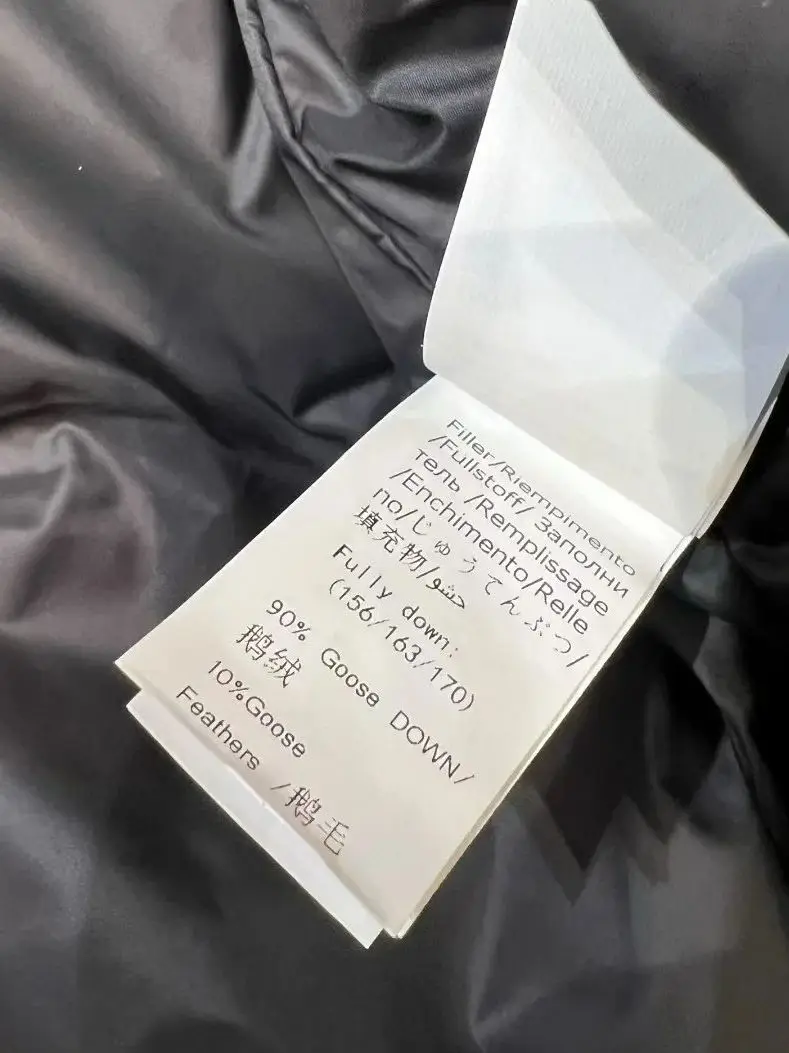 Filler/Riempimento
/Fullstoff/ Заполни
тель /Remplissage
/Enchimento/Relle
no/じゅうてんぶつ/
填充物/حشو
Fully down:
(156/163/170)
90% Goose DOWN/
鹅绒
10%Goose
Feathers /鹅毛